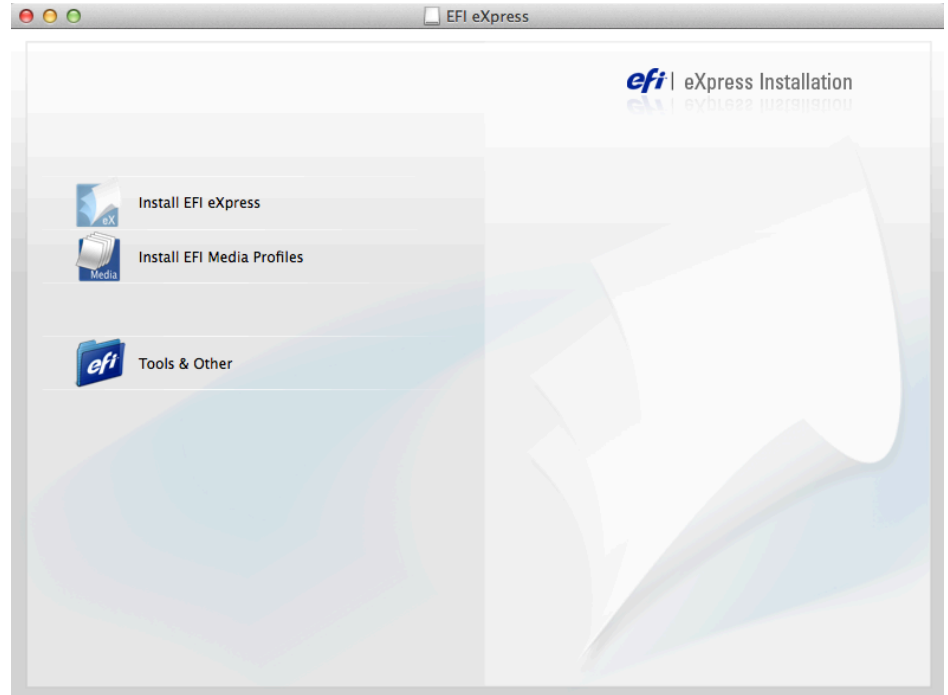 EFI eXpress
efi | eXpress Installation
eX
Install EFI eXpress
Media
Install EFI Media Profiles
efi
Tools & Other